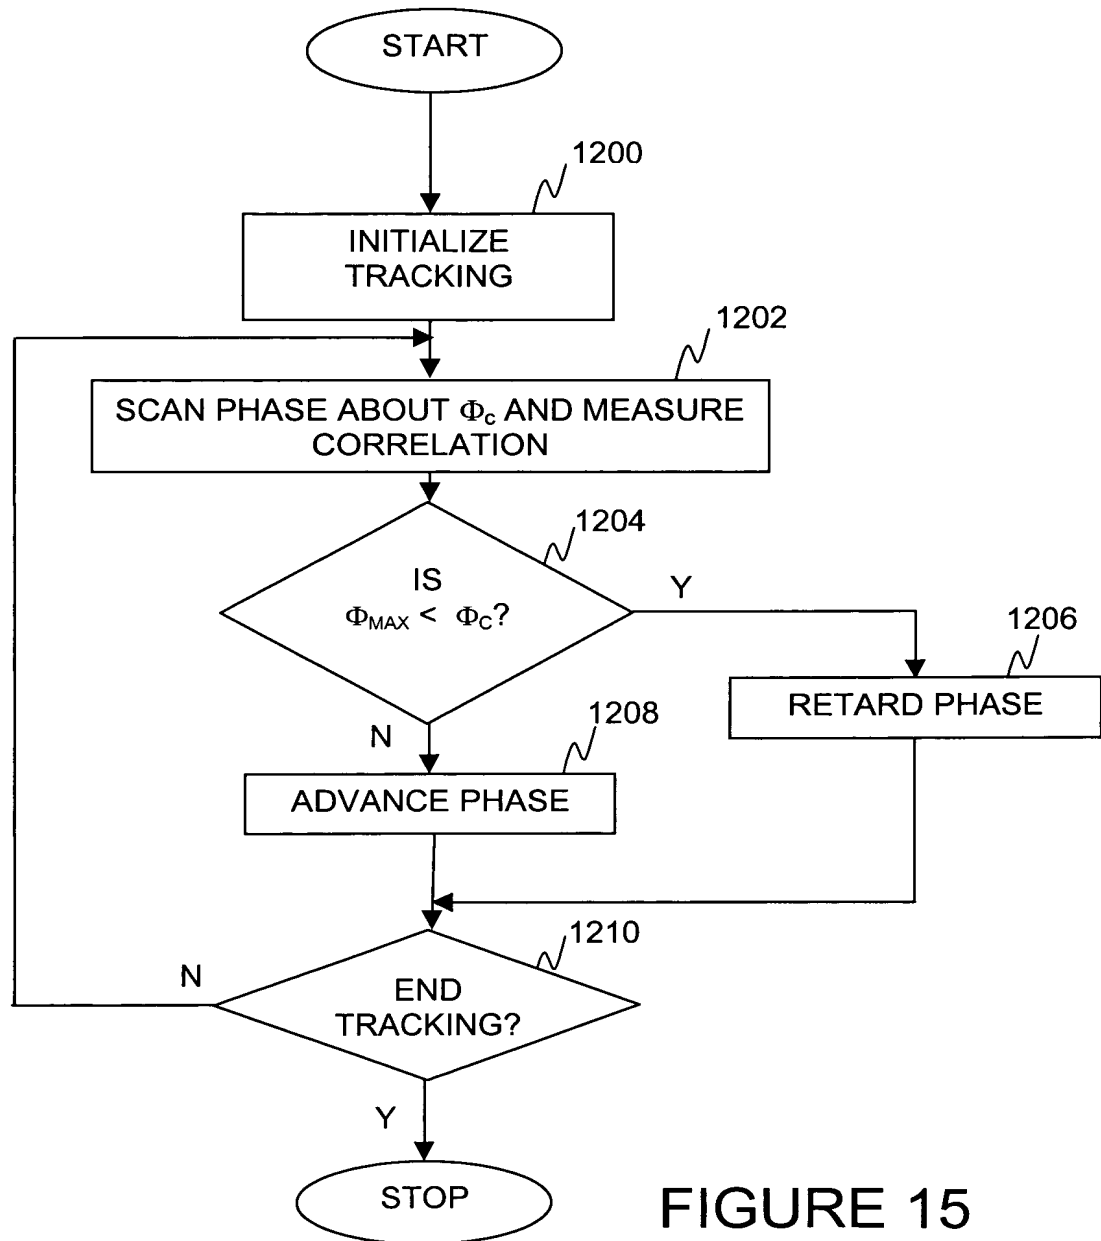 START
1200
INITIALIZE
TRACKING
1202
SCAN PHASE ABOUT Φc AND MEASURE
CORRELATION
1204
IS
ΦMAX < ΦC?
Y
1206
RETARD PHASE
N
1208
ADVANCE PHASE
1210
N
END
TRACKING?
Y
STOP
FIGURE 15